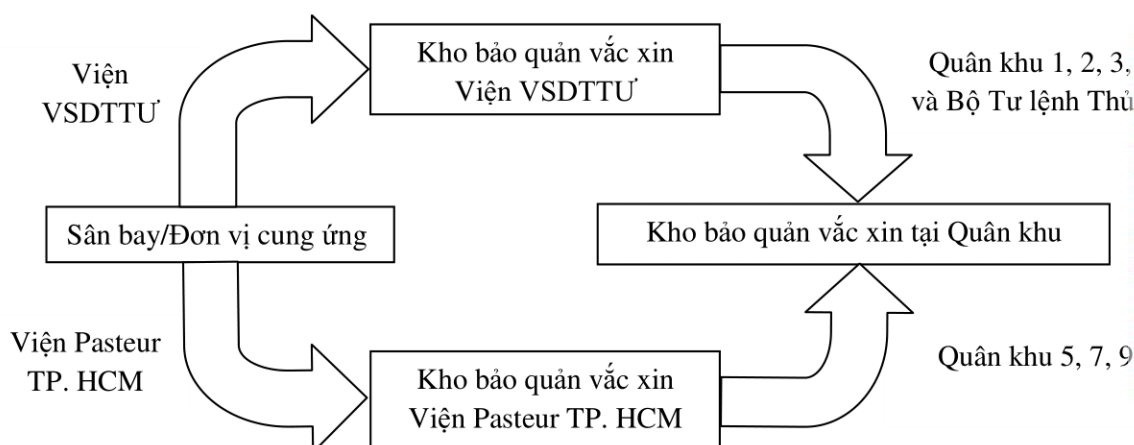 Viện
VSDTTƯ
Kho bảo quản vắc xin
Viện VSDTTƯ
Quân khu 1, 2, 3,
và Bộ Tư lệnh Thủ
Sân bay/Đơn vị cung ứng
Kho bảo quản vắc xin tại Quân khu
Viện Pasteur
TP. HCM
Kho bảo quản vắc xin
Viện Pasteur TP. HCM
Quân khu 5, 7, 9